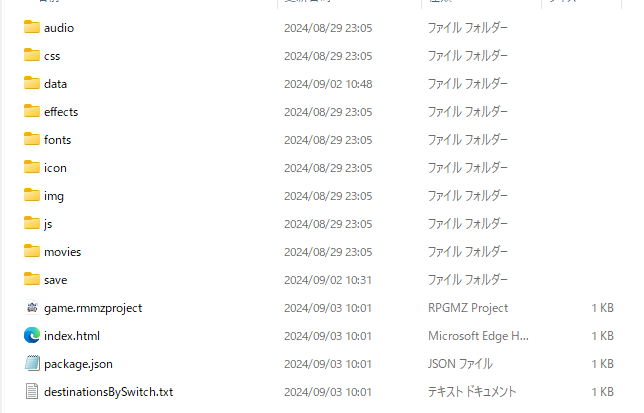 audio 2024/08/29 23:05 ファイル フォルダー
css 2024/08/29 23:05 ファイル フォルダー
data 2024/09/02 10:48 ファイル フォルダー
effects 2024/08/29 23:05 ファイル フォルダー
fonts 2024/08/29 23:05 ファイル フォルダー
icon 2024/08/29 23:05 ファイル フォルダー
img 2024/08/29 23:05 ファイル フォルダー
js 2024/08/29 23:05 ファイル フォルダー
movies 2024/08/29 23:05 ファイル フォルダー
save 2024/09/02 10:31 ファイル フォルダー
game.rmmzproject 2024/09/03 10:01 RPGMZ Project 1 KB
index.html 2024/09/03 10:01 Microsoft Edge H... 1 KB
package.json 2024/09/03 10:01 JSON ファイル 1 KB
destinationsBySwitch.txt 2024/09/03 10:01 テキスト ドキュメント 1 KB